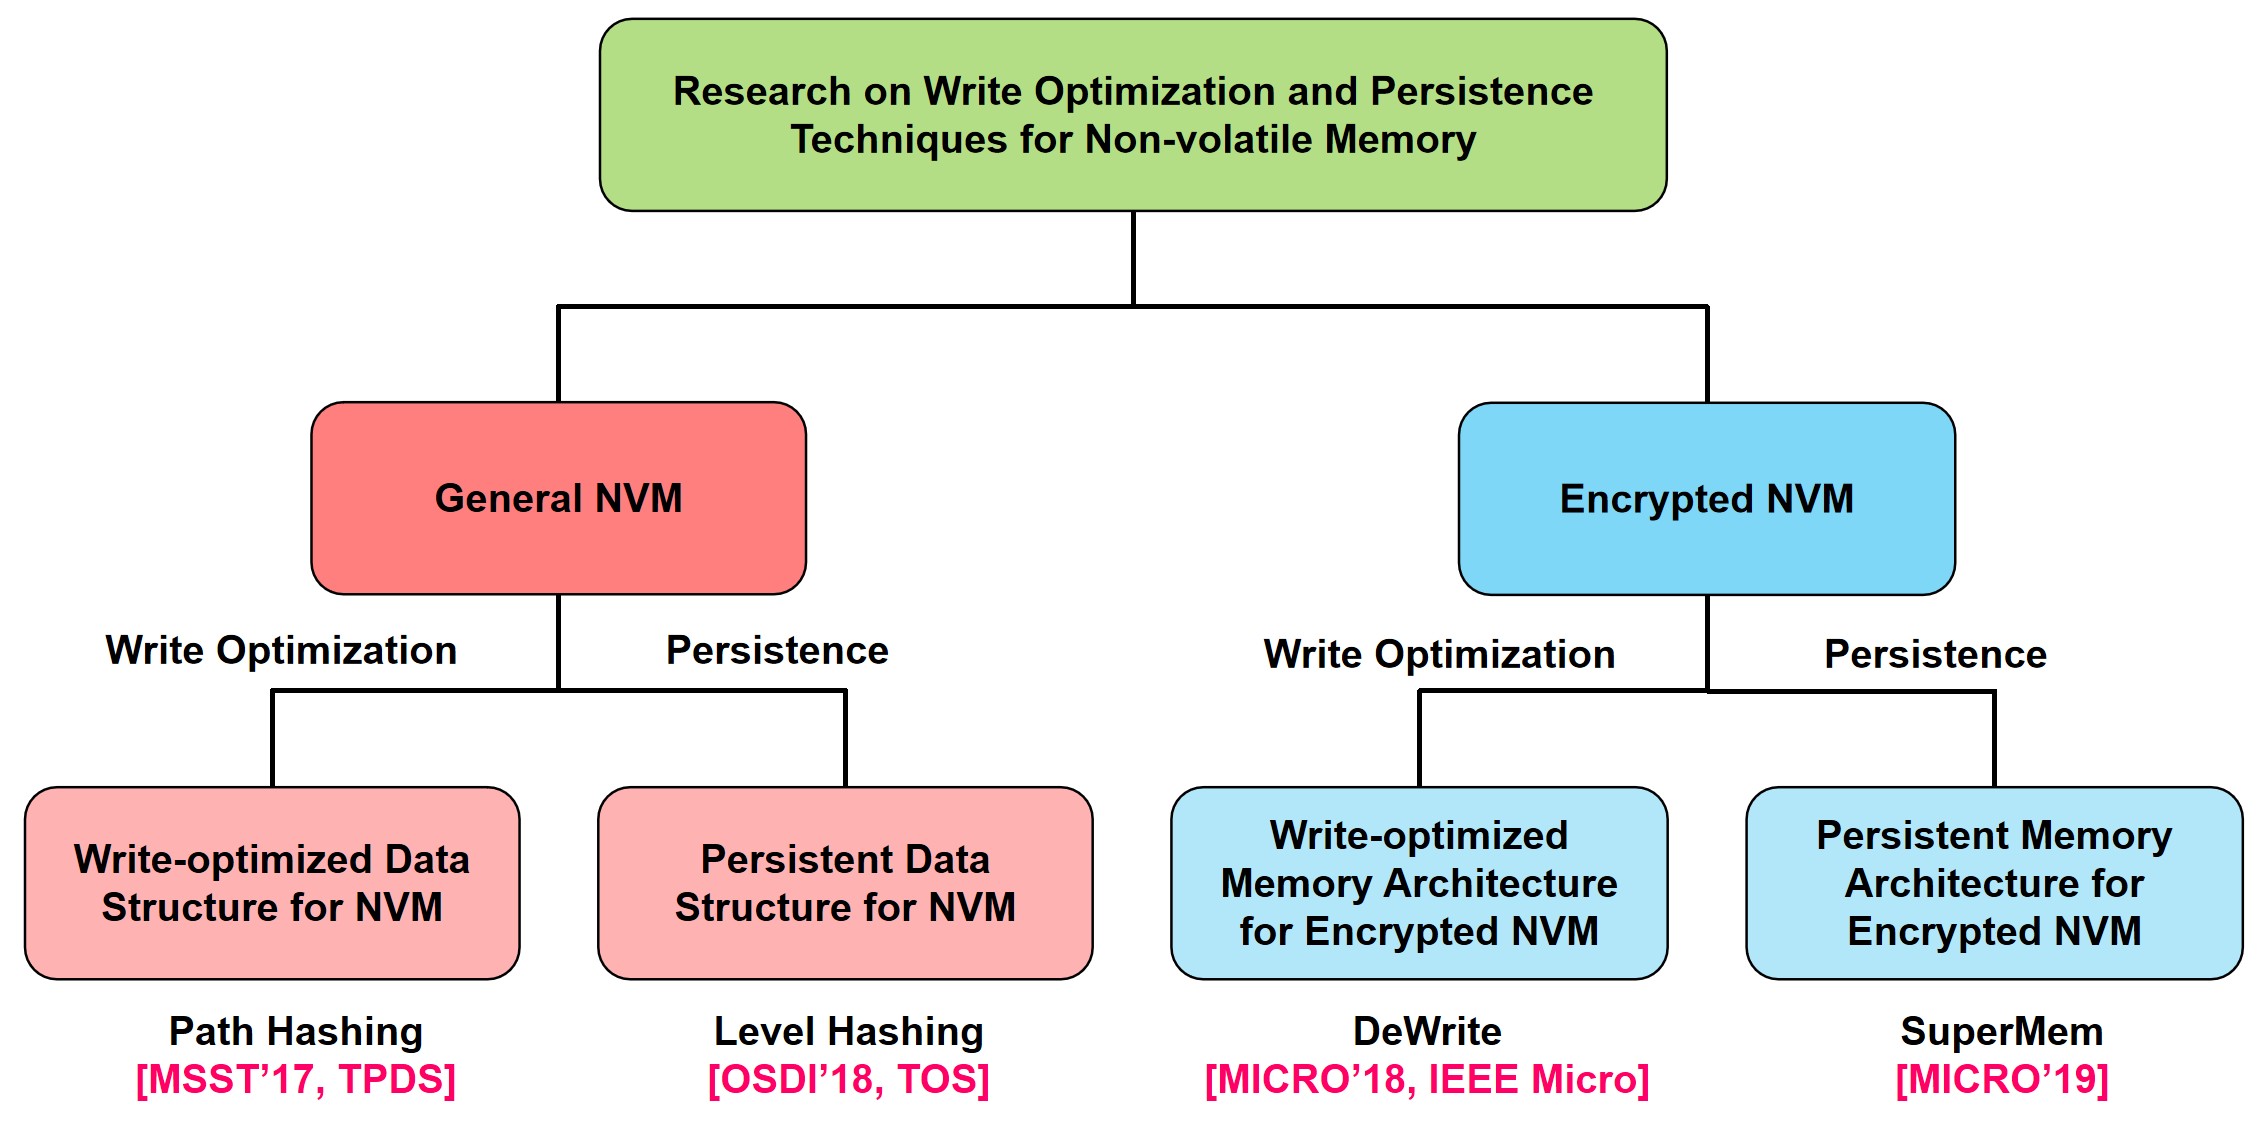 Research on Write Optimization and Persistence
Techniques for Non-volatile Memory
General NVM
Encrypted NVM
Write Optimization
Persistence
Write Optimization
Persistence
Write-optimized Data
Structure for NVM
Persistent Data
Structure for NVM
Write-optimized
Memory Architecture
for Encrypted NVM
Persistent Memory
Architecture for
Encrypted NVM
Path Hashing
[MSST’17, TPDS]
Level Hashing
[OSDI’18, TOS]
DeWrite
[MICRO’18, IEEE Micro]
SuperMem
[MICRO’19]